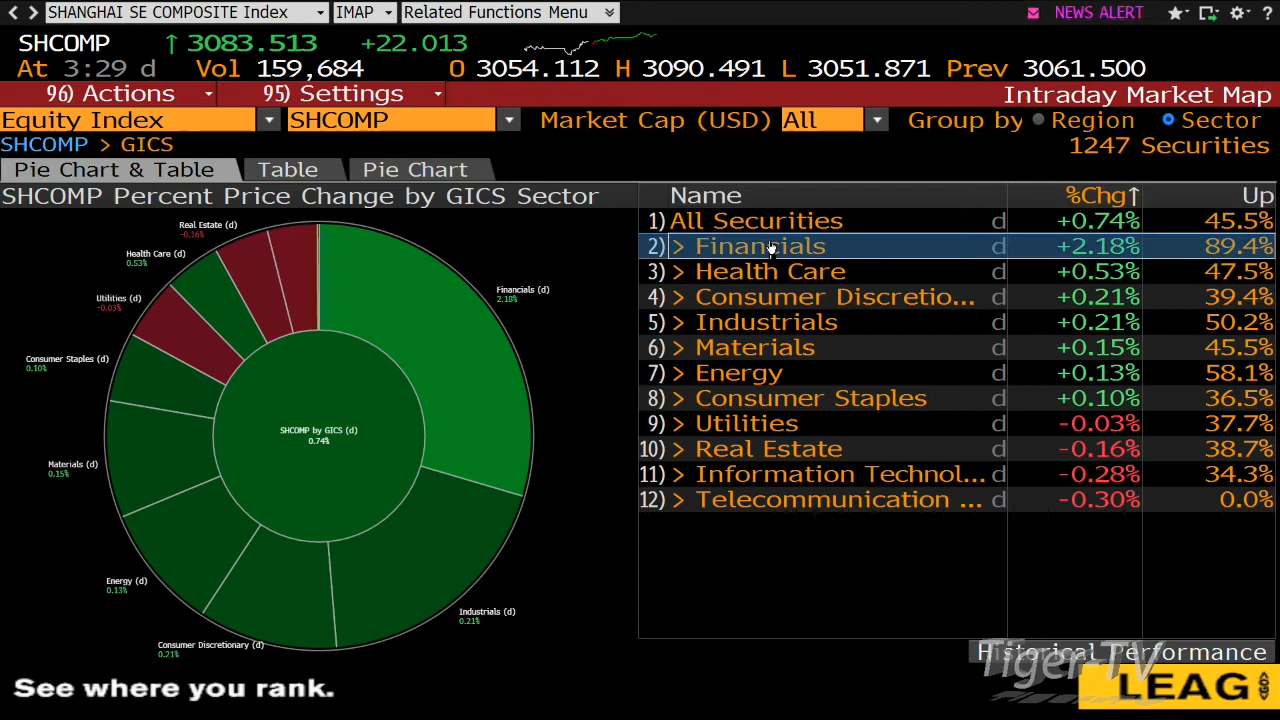 SHANGHAI SE COMPOSITE Index IMAP Related Functions Menu NEWS ALERT ?
SHCOMP ↑ 3083.513 +22.013
At 3:29 d Vol 159,684 O 3054.112 H 3090.491 L 3051.871 Prev 3061.500
96) Actions 95) Settings Intraday Market Map
Equity Index SHCOMP Market Cap (USD) All Group by Region Sector
SHCOMP > GICS 1247 Securities
Pie Chart & Table Table Pie Chart
SHCOMP Percent Price Change by GICS Sector
Real Estate (d)
-0.16%
Health Care (d)
0.53%
Utilities (d)
-0.03%
Consumer Staples (d)
0.10%
Materials (d)
0.15%
Energy (d)
0.13%
Consumer Discretionary (d)
0.21%
Industrials (d)
0.21%
Financials (d)
2.18%
SHCOMP by GICS (d)
0.74%
Name %Chg↑ Up
1) All Securities d +0.74% 45.5%
2) > Financials d +2.18% 89.4%
3) > Health Care d +0.53% 47.5%
4) > Consumer Discretio... d +0.21% 39.4%
5) > Industrials d +0.21% 50.2%
6) > Materials d +0.15% 45.5%
7) > Energy d +0.13% 58.1%
8) > Consumer Staples d +0.10% 36.5%
9) > Utilities d -0.03% 37.7%
10) > Real Estate d -0.16% 38.7%
11) > Information Technol... d -0.28% 34.3%
12) > Telecommunication ... d -0.30% 0.0%
Historical Performance
Tiger-TV
See where you rank.
LEAG